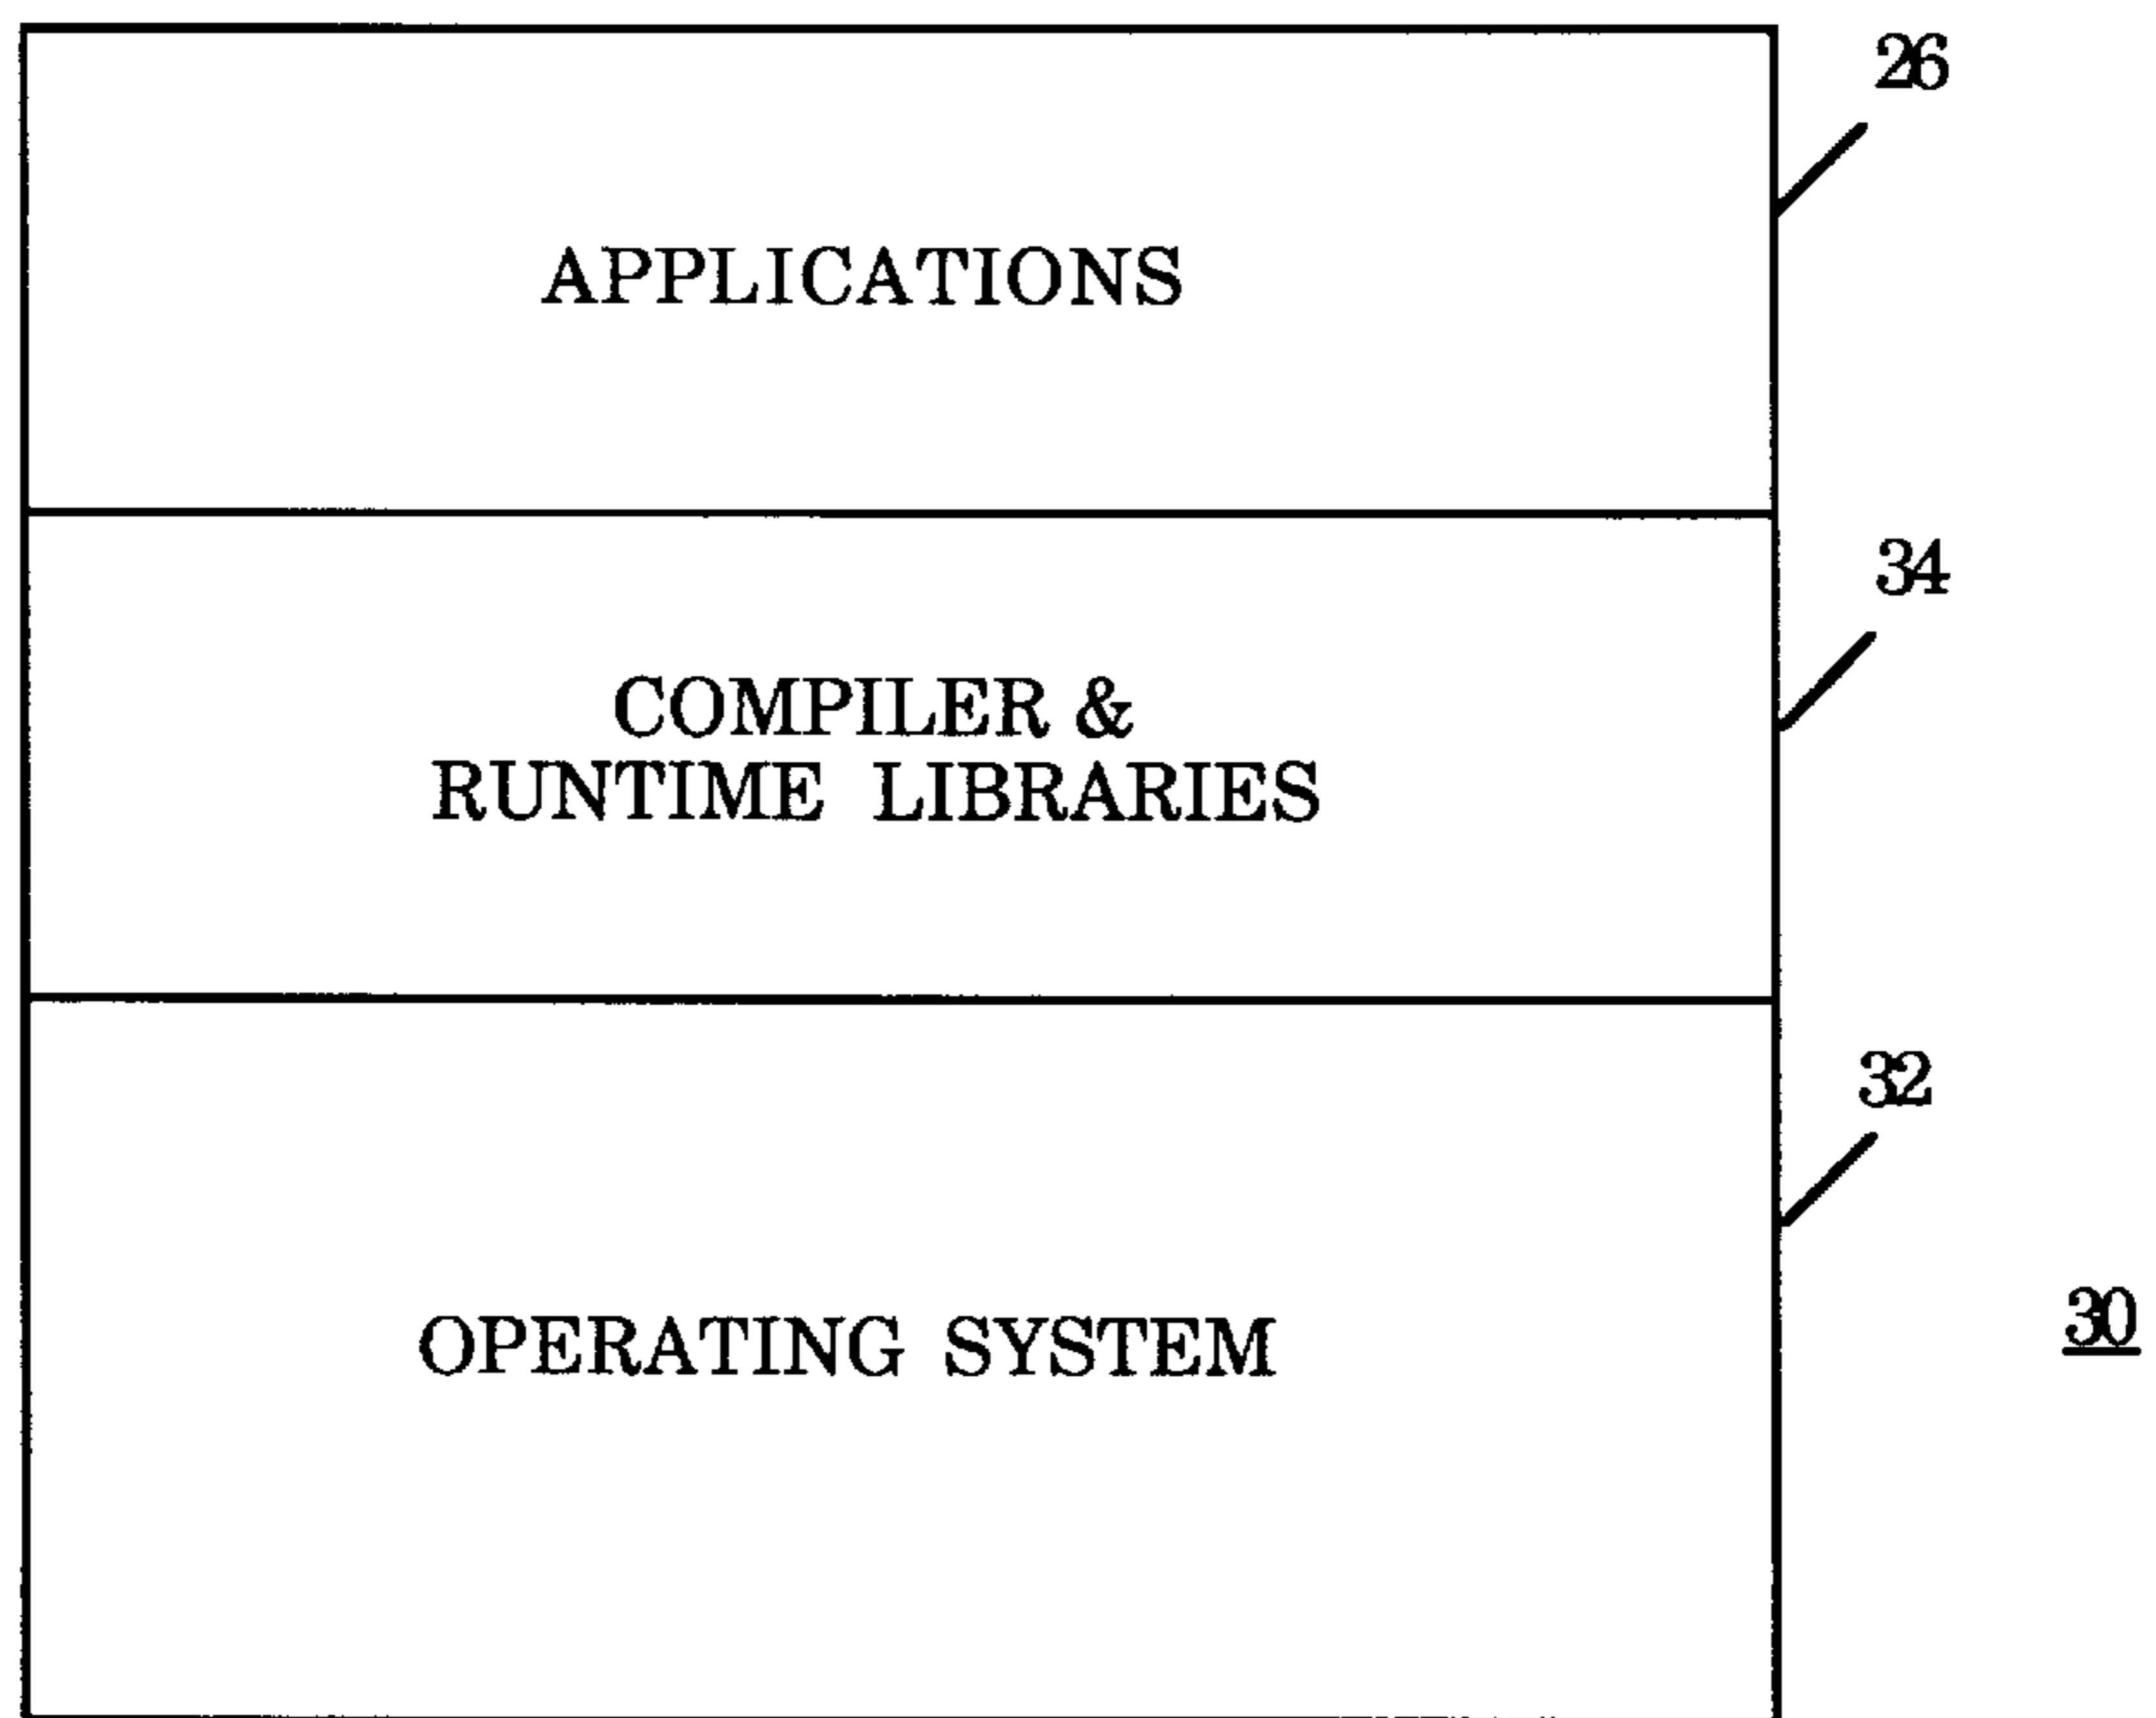 26
APPLICATIONS
34
COMPILER &
RUNTIME LIBRARIES
32
30
OPERATING SYSTEM